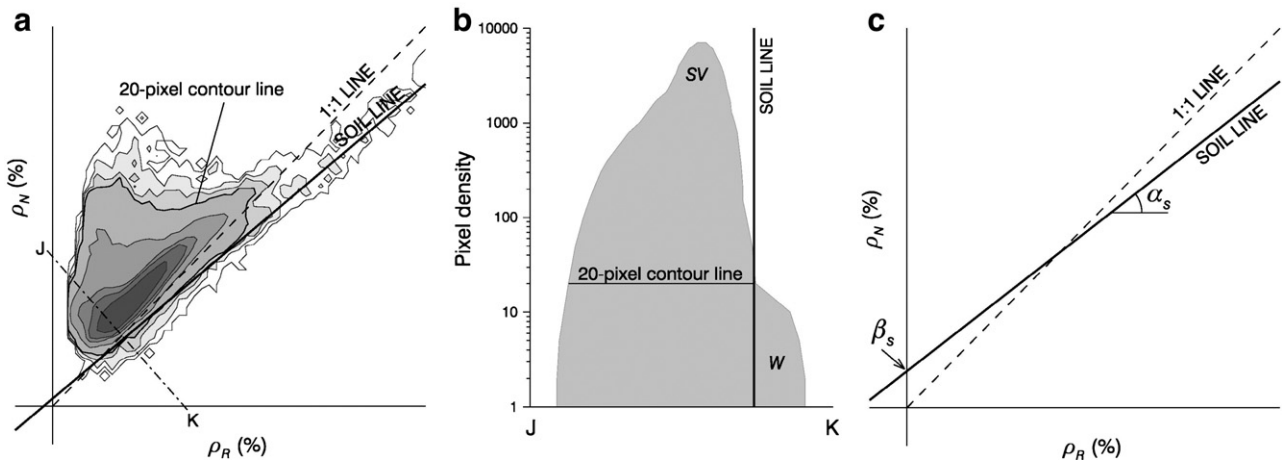 a
20-pixel contour line
1:1 LINE
SOIL LINE
ρN (%)
J
K
ρR (%)
b
10000
1000
100
10
1
Pixel density
SV
SOIL LINE
20-pixel contour line
W
J
K
c
1:1 LINE
SOIL LINE
αs
ρN (%)
βs
ρR (%)